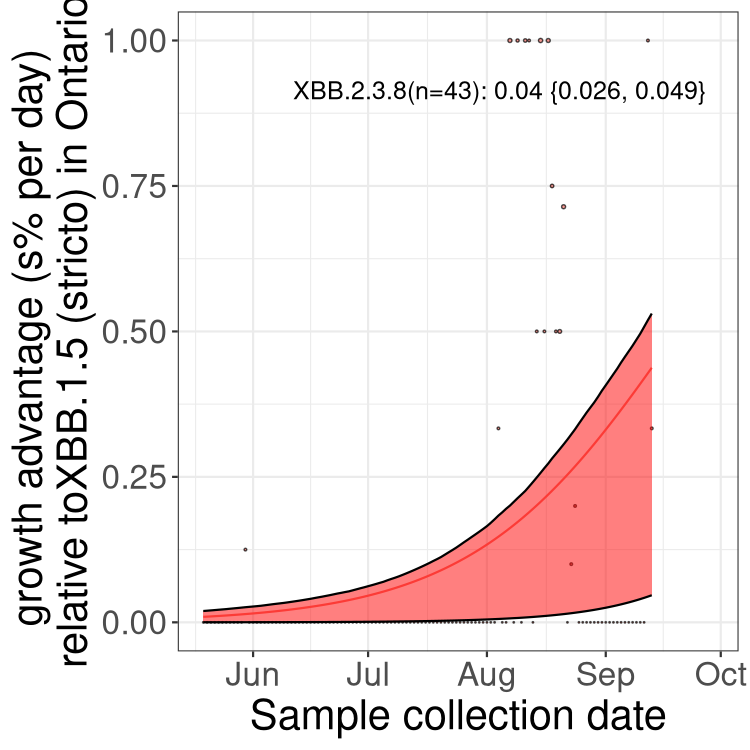 growth advantage (s% per day)
relative toXBB.1.5 (stricto) in Ontario
1.00
0.75
0.50
0.25
0.00
XBB.2.3.8(n=43): 0.04 {0.026, 0.049}
Jun Jul Aug Sep Oct
Sample collection date